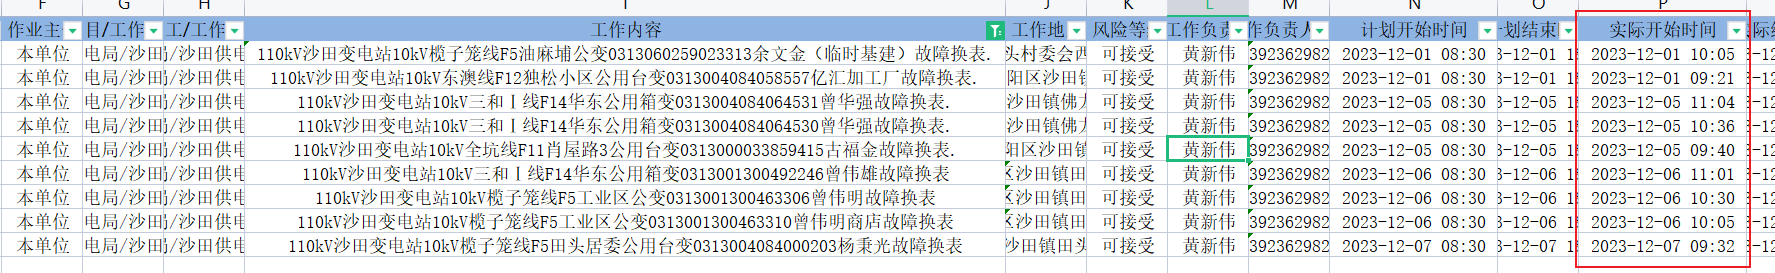 F G H I J K L M N O P
作业主 目/工作 工/工作 工作内容 工作地 风险等 工作负责 作负责人 计划开始时间 计划结束 实际开始时间 际结
本单位 电局/沙田 /沙田供电 110kV沙田变电站10kV榄子笼线F5油麻埔公变0313060259023313余文金（临时基建）故障换表. 头村委会西 可接受 黄新伟 392362982 2023-12-01 08:30 3-12-01 1 2023-12-01 10:05 3-12
本单位 电局/沙田 /沙田供电 110kV沙田变电站10kV东澳线F12独松小区公用台变0313004084058557亿汇加工厂故障换表. 阳区沙田镇 可接受 黄新伟 392362982 2023-12-01 08:30 3-12-01 1 2023-12-01 09:21 3-12
本单位 电局/沙田 /沙田供电 110kV沙田变电站10kV三和Ⅰ线F14华东公用箱变0313004084064531曾华强故障换表. 沙田镇佛 可接受 黄新伟 392362982 2023-12-05 08:30 3-12-05 1 2023-12-05 11:04 3-12
本单位 电局/沙田 /沙田供电 110kV沙田变电站10kV三和Ⅰ线F14华东公用箱变0313004084064530曾华强故障换表. 沙田镇佛 可接受 黄新伟 392362982 2023-12-05 08:30 3-12-05 1 2023-12-05 10:36 3-12
本单位 电局/沙田 /沙田供电 110kV沙田变电站10kV全坑线F11肖屋路3公用台变0313000033859415古福金故障换表. 阳区沙田镇 可接受 黄新伟 392362982 2023-12-05 08:30 3-12-05 1 2023-12-05 09:40 3-12
本单位 电局/沙田 /沙田供电 110kV沙田变电站10kV三和Ⅰ线F14华东公用箱变0313001300492246曾伟雄故障换表 沙田镇田 可接受 黄新伟 392362982 2023-12-06 08:30 3-12-06 1 2023-12-06 11:01 3-12
本单位 电局/沙田 /沙田供电 110kV沙田变电站10kV榄子笼线F5工业区公变0313001300463306曾伟明故障换表 沙田镇田 可接受 黄新伟 392362982 2023-12-06 08:30 3-12-06 1 2023-12-06 10:30 3-12
本单位 电局/沙田 /沙田供电 110kV沙田变电站10kV榄子笼线F5工业区公变0313001300463310曾伟明商店故障换表 沙田镇田 可接受 黄新伟 392362982 2023-12-06 08:30 3-12-06 1 2023-12-06 10:05 3-12
本单位 电局/沙田 /沙田供电 110kV沙田变电站10kV榄子笼线F5田头居委公用台变0313004084000203杨秉光故障换表 沙田镇田头 可接受 黄新伟 392362982 2023-12-07 08:30 3-12-07 1 2023-12-07 09:32 3-12